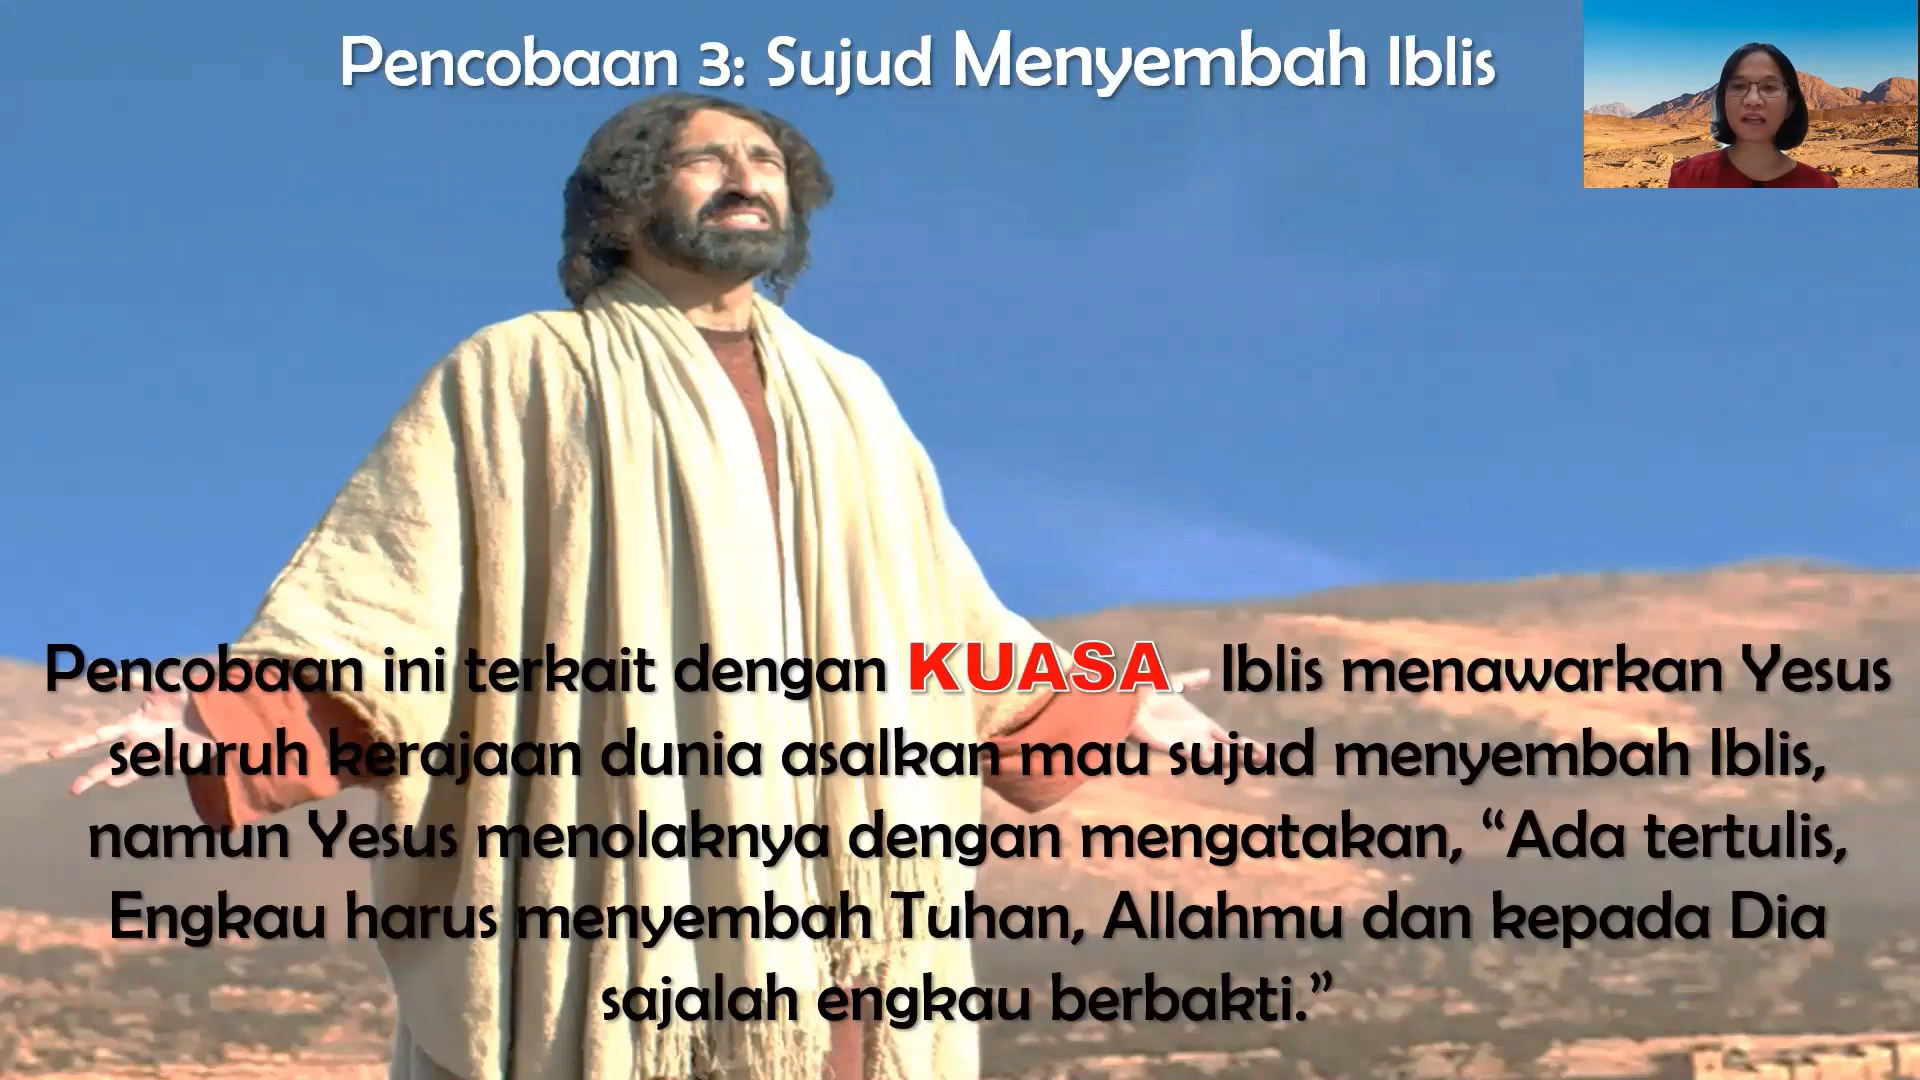 Pencobaan 3: Sujud Menyembah Iblis
Pencobaan ini terkait dengan KUASA. Iblis menawarkan Yesus
seluruh kerajaan dunia asalkan mau sujud menyembah Iblis,
namun Yesus menolaknya dengan mengatakan, “Ada tertulis,
Engkau harus menyembah Tuhan, Allahmu dan kepada Dia
sajalah engkau berbakti.”